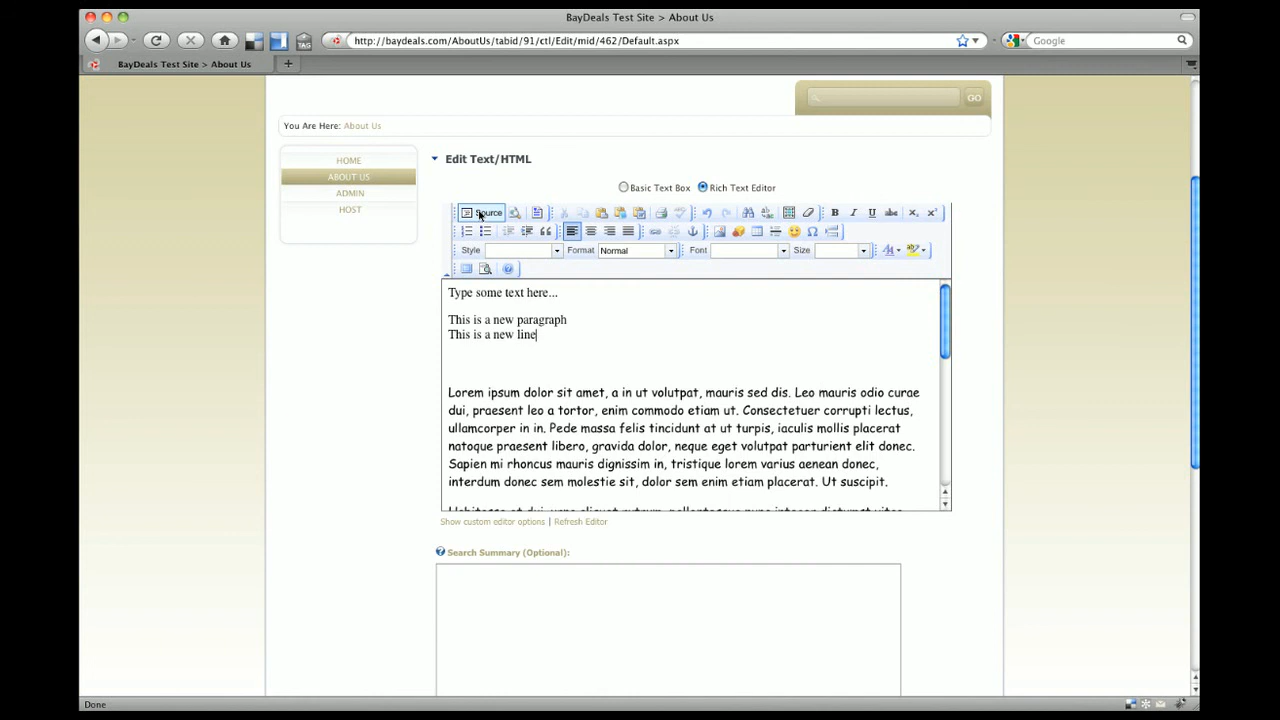 BayDeals Test Site > About Us
http://baydeals.com/AboutUs/tabid/91/ctl/Edit/mid/462/Default.aspx
Google
BayDeals Test Site > About Us
GO
You Are Here: About Us
HOME
ABOUT US
ADMIN
HOST
Edit Text/HTML
Basic Text Box
Rich Text Editor
Source
Style
Format Normal
Font
Size
Type some text here...
This is a new paragraph
This is a new line
Lorem ipsum dolor sit amet, a in ut volutpat, mauris sed dis. Leo mauris odio curae
dui, praesent leo a tortor, enim commodo etiam ut. Consectetuer corrupti lectus,
ullamcorper in in. Pede massa felis tincidunt at ut turpis, iaculis mollis placerat
natoque praesent libero, gravida dolor, neque eget volutpat parturient elit donec.
Sapien mi rhoncus mauris dignissim in, tristique lorem varius aenean donec,
interdum donec sem molestie sit, dolor sem enim etiam placerat. Ut suscipit.
Show custom editor options | Refresh Editor
Search Summary (Optional):
Done